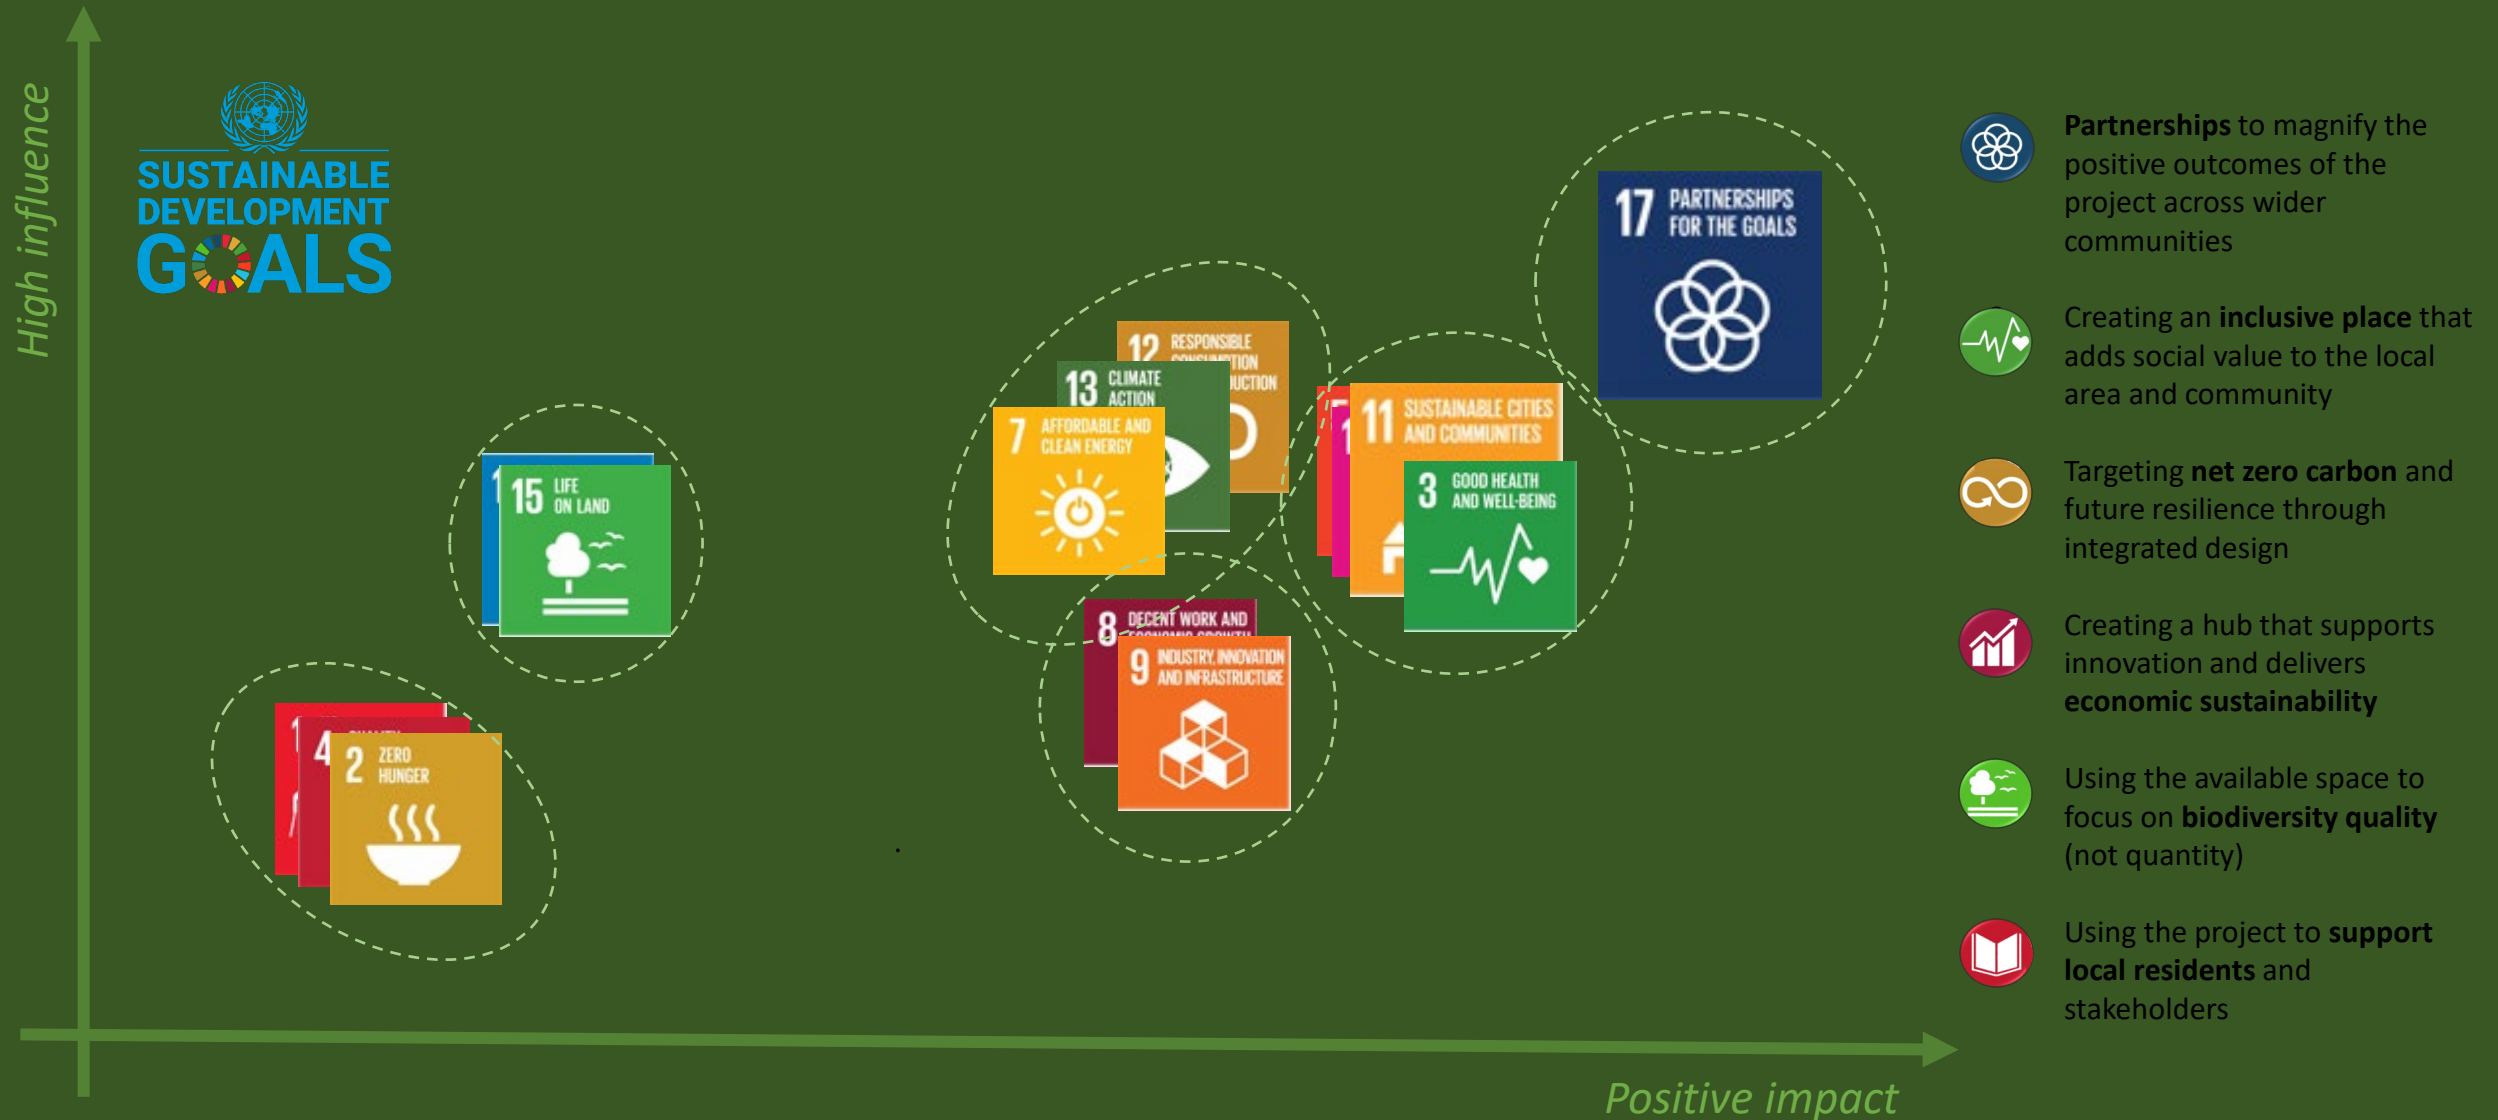 High influence
SUSTAINABLE
DEVELOPMENT
GOALS
17 PARTNERSHIPS
FOR THE GOALS
12 RESPONSIBLE
CONSUMPTION
13 CLIMATE
ACTION
7 AFFORDABLE AND
CLEAN ENERGY
11 SUSTAINABLE CITIES
AND COMMUNITIES
3 GOOD HEALTH
AND WELL-BEING
15 LIFE
ON LAND
8 DECENT WORK AND
ECONOMIC GROWTH
9 INDUSTRY, INNOVATION
AND INFRASTRUCTURE
4 QUALITY
2 ZERO
HUNGER
Positive impact
Partnerships to magnify the
positive outcomes of the
project across wider
communities
Creating an inclusive place that
adds social value to the local
area and community
Targeting net zero carbon and
future resilience through
integrated design
Creating a hub that supports
innovation and delivers
economic sustainability
Using the available space to
focus on biodiversity quality
(not quantity)
Using the project to support
local residents and
stakeholders